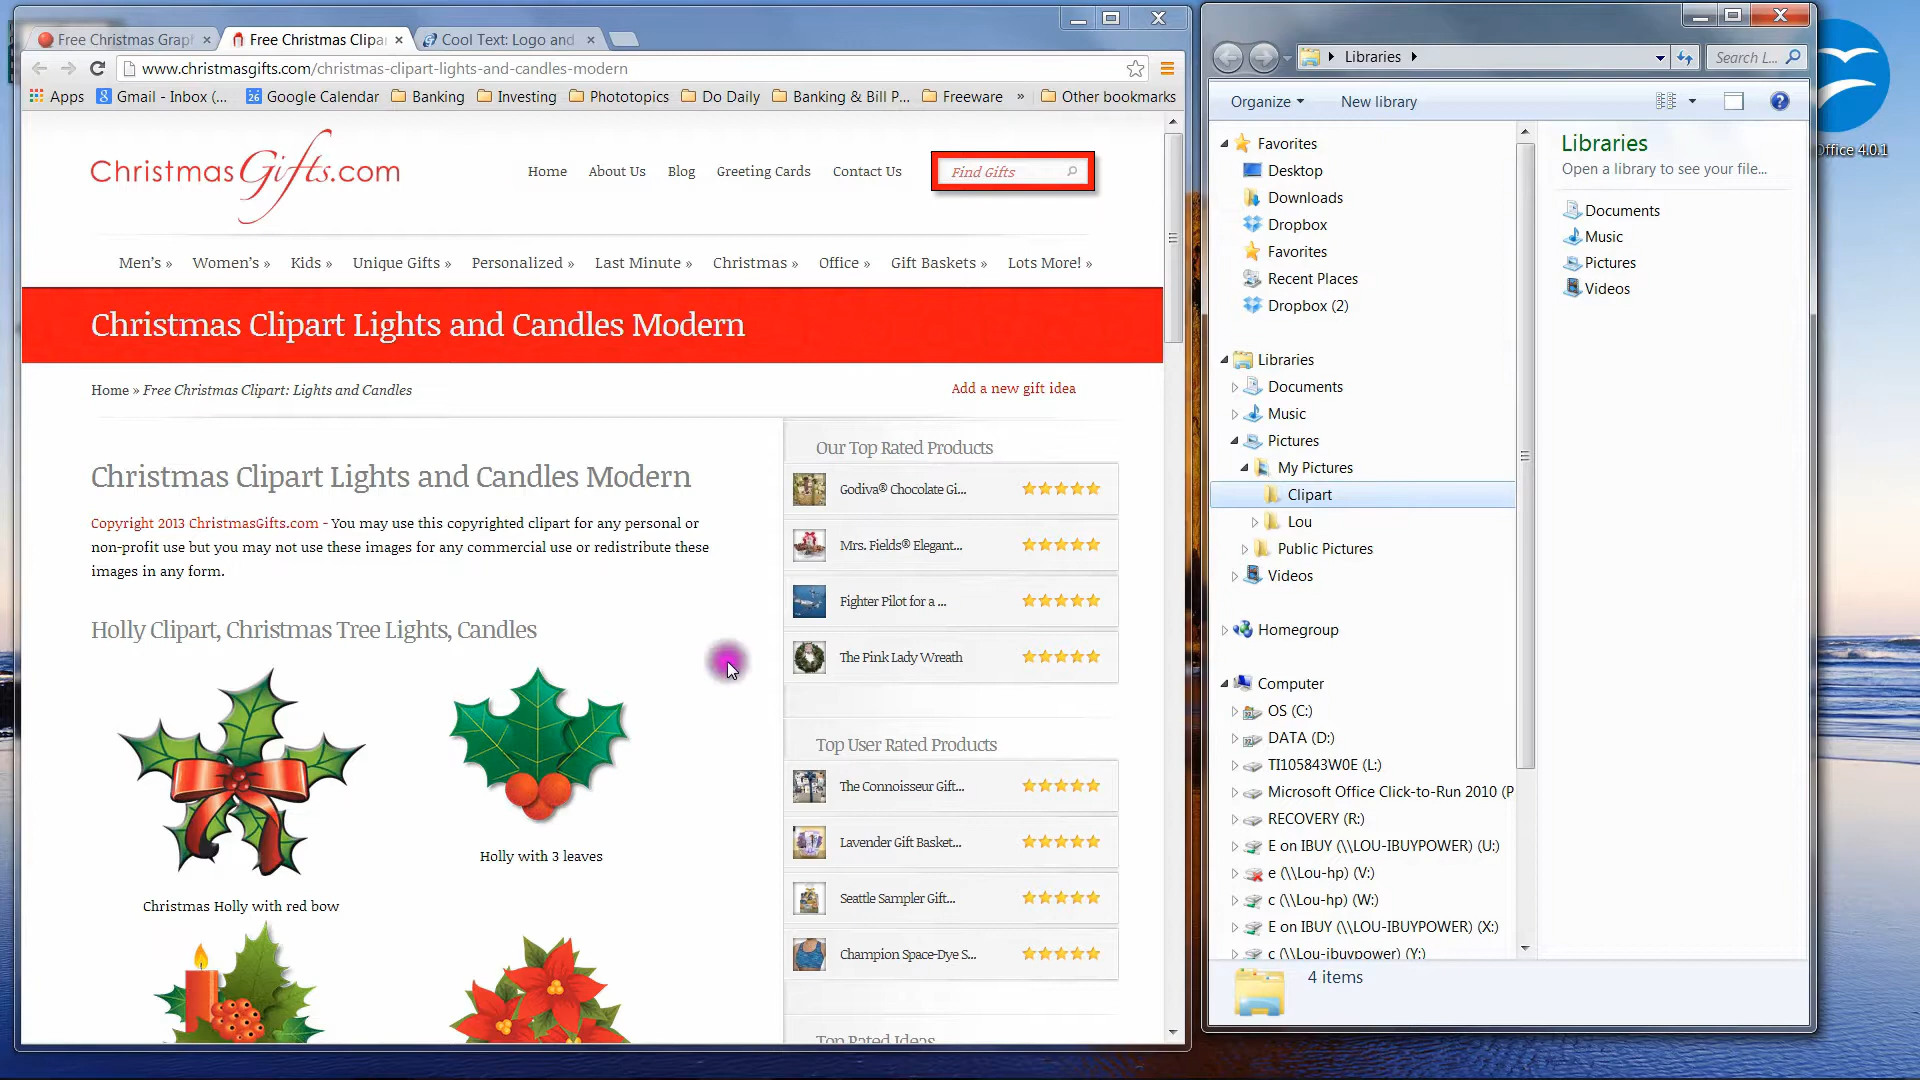 Free Christmas Grap
Free Christmas Clipa
Cool Text: Logo and
www.christmasgifts.com/christmas-clipart-lights-and-candles-modern
Apps
Gmail - Inbox (...
26 Google Calendar
Banking
Investing
Phototopics
Do Daily
Banking & Bill P...
Freeware
»
Other bookmarks
ChristmasGifts.com
Home
About Us
Blog
Greeting Cards
Contact Us
Find Gifts
Men's »
Women's »
Kids »
Unique Gifts »
Personalized »
Last Minute »
Christmas »
Office »
Gift Baskets »
Lots More! »
Christmas Clipart Lights and Candles Modern
Home » Free Christmas Clipart: Lights and Candles
Add a new gift idea
Christmas Clipart Lights and Candles Modern
Copyright 2013 ChristmasGifts.com - You may use this copyrighted clipart for any personal or
non-profit use but you may not use these images for any commercial use or redistribute these
images in any form.
Holly Clipart, Christmas Tree Lights, Candles
Christmas Holly with red bow
Holly with 3 leaves
Our Top Rated Products
Godiva® Chocolate Gi...
Mrs. Fields® Elegant...
Fighter Pilot for a ...
The Pink Lady Wreath
Top User Rated Products
The Connoisseur Gift...
Lavender Gift Basket...
Seattle Sampler Gift...
Champion Space-Dye S...
Top Rated Ideas
Libraries
Search L...
Organize
New library
Favorites
Desktop
Downloads
Dropbox
Favorites
Recent Places
Dropbox (2)
Libraries
Documents
Music
Pictures
My Pictures
Clipart
Lou
Public Pictures
Videos
Homegroup
Computer
OS (C:)
DATA (D:)
TI105843W0E (L:)
Microsoft Office Click-to-Run 2010 (P
RECOVERY (R:)
E on IBUY (\\LOU-IBUYPOWER) (U:)
e (\\Lou-hp) (V:)
c (\\Lou-hp) (W:)
E on IBUY (\\LOU-IBUYPOWER) (X:)
c (\\Lou-ibuypower) (Y:)
Libraries
Open a library to see your file...
Documents
Music
Pictures
Videos
4 items
Office 4.0.1